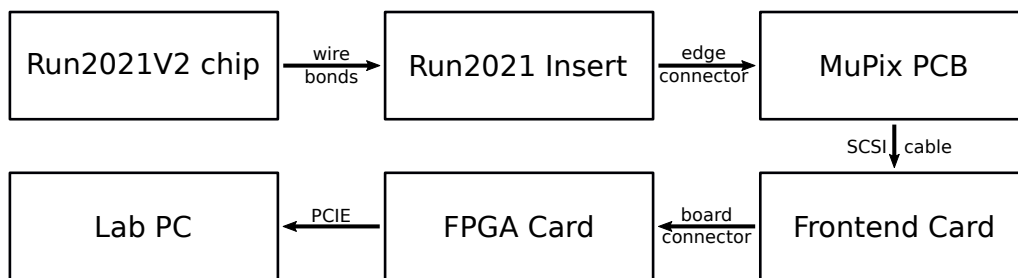 Run2021V2 chip
wire
bonds
Run2021 Insert
edge
connector
MuPix PCB
SCSI cable
Lab PC
PCIE
FPGA Card
board
connector
Frontend Card